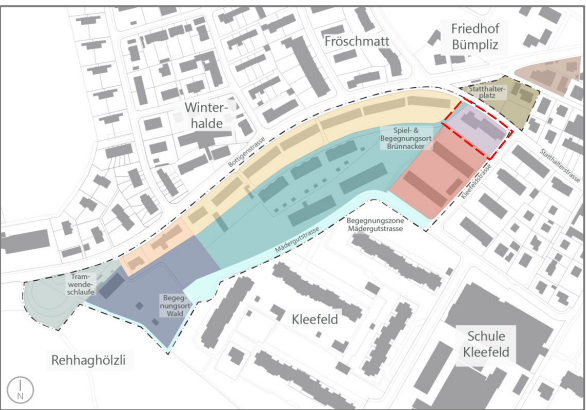 Friedhof
Bümpliz
Fröschmatt
Winter-
halde
Statthalter-
platz
Spiel- &
Begegnungsort
Brünnacker
Statthalterstrasse
Bottigenstrasse
Kleefeldstrasse
Begegnungszone
Mädergutstrasse
Mädergutstrasse
Tram-
wende-
schlaufe
Begeg-
nungsort
Wald
Kleefeld
Schule
Kleefeld
Rehhaghölzli
N